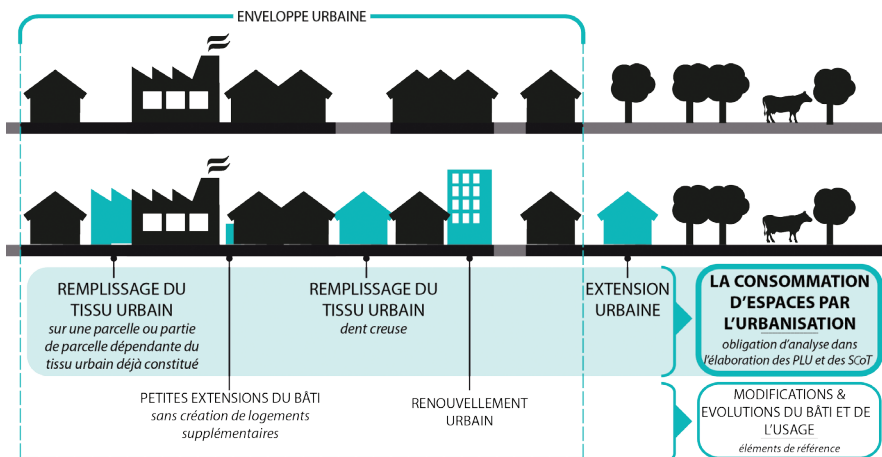 ENVELOPPE URBAINE
REMPLISSAGE DU
TISSU URBAIN
sur une parcelle ou partie
de parcelle dépendante du
tissu urbain déjà constitué
REMPLISSAGE DU
TISSU URBAIN
dent creuse
EXTENSION
URBAINE
LA CONSOMMATION
D'ESPACES PAR
L'URBANISATION
obligation d'analyse dans
l'élaboration des PLU et des SCoT
PETITES EXTENSIONS DU BÂTI
sans création de logements
supplémentaires
RENOUVELLEMENT
URBAIN
MODIFICATIONS &
EVOLUTIONS DU BÂTI ET DE
L'USAGE
éléments de référence